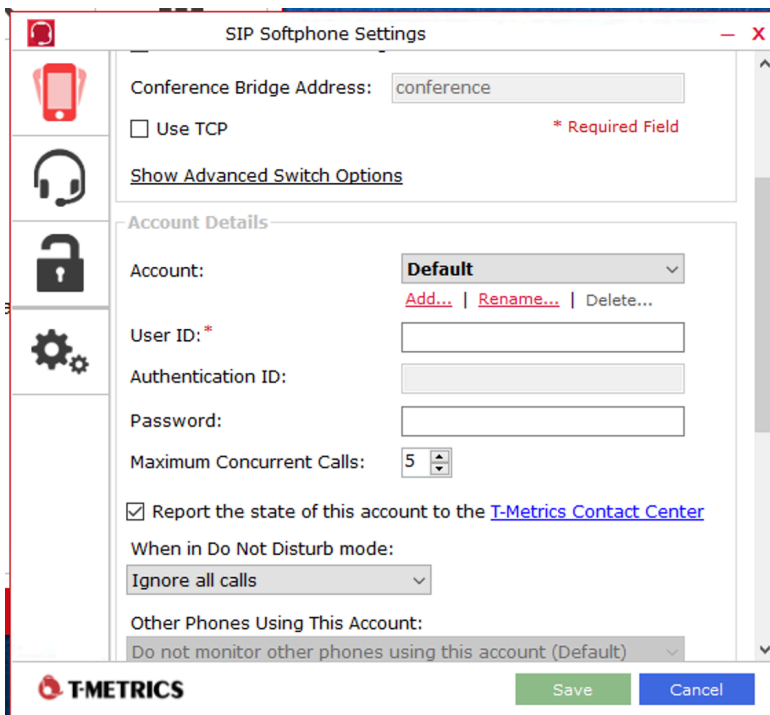 SIP Softphone Settings
– X
Conference Bridge Address: conference
Use TCP * Required Field
Show Advanced Switch Options
Account Details
Account: Default
Add... | Rename... | Delete...
User ID:*
Authentication ID:
Password:
Maximum Concurrent Calls: 5
Report the state of this account to the T-Metrics Contact Center
When in Do Not Disturb mode:
Ignore all calls
Other Phones Using This Account:
Do not monitor other phones using this account (Default)
T-METRICS Save Cancel